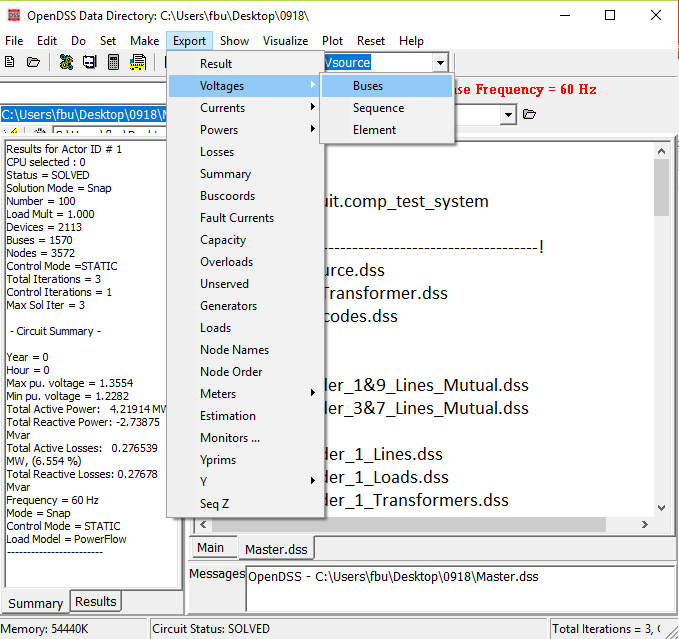 OpenDSS Data Directory: C:\Users\fbu\Desktop\0918\
File Edit Do Set Make Export Show Visualize Plot Reset Help
Vsource
se Frequency = 60 Hz
C:\Users\fbu\Desktop\0918\
Result
Voltages
Currents
Powers
Losses
Summary
Buscoords
Fault Currents
Capacity
Overloads
Unserved
Generators
Loads
Node Names
Node Order
Meters
Estimation
Monitors ...
Yprims
Y
Seq Z
Buses
Sequence
Element
Results for Actor ID # 1
CPU selected : 0
Status = SOLVED
Solution Mode = Snap
Number = 100
Load Mult = 1.000
Devices = 2113
Buses = 1570
Nodes = 3572
Control Mode =STATIC
Total Iterations = 3
Control Iterations = 1
Max Sol Iter = 3
- Circuit Summary -
Year = 0
Hour = 0
Max pu. voltage = 1.3554
Min pu. voltage = 1.2282
Total Active Power: 4.21914 MW
Total Reactive Power: -2.73875
Mvar
Total Active Losses: 0.276539
MW, (6.554 %)
Total Reactive Losses: 0.27678
Mvar
Frequency = 60 Hz
Mode = Snap
Control Mode = STATIC
Load Model = PowerFlow
------------------------
uit.comp_test_system
-----------------------------------!
urce.dss
Transformer.dss
codes.dss
der_1&9_Lines_Mutual.dss
der_3&7_Lines_Mutual.dss
der_1_Lines.dss
der_1_Loads.dss
der_1_Transformers.dss
Main Master.dss
Messages OpenDSS - C:\Users\fbu\Desktop\0918\Master.dss
Summary Results
Memory: 54440K Circuit Status: SOLVED Total Iterations = 3,